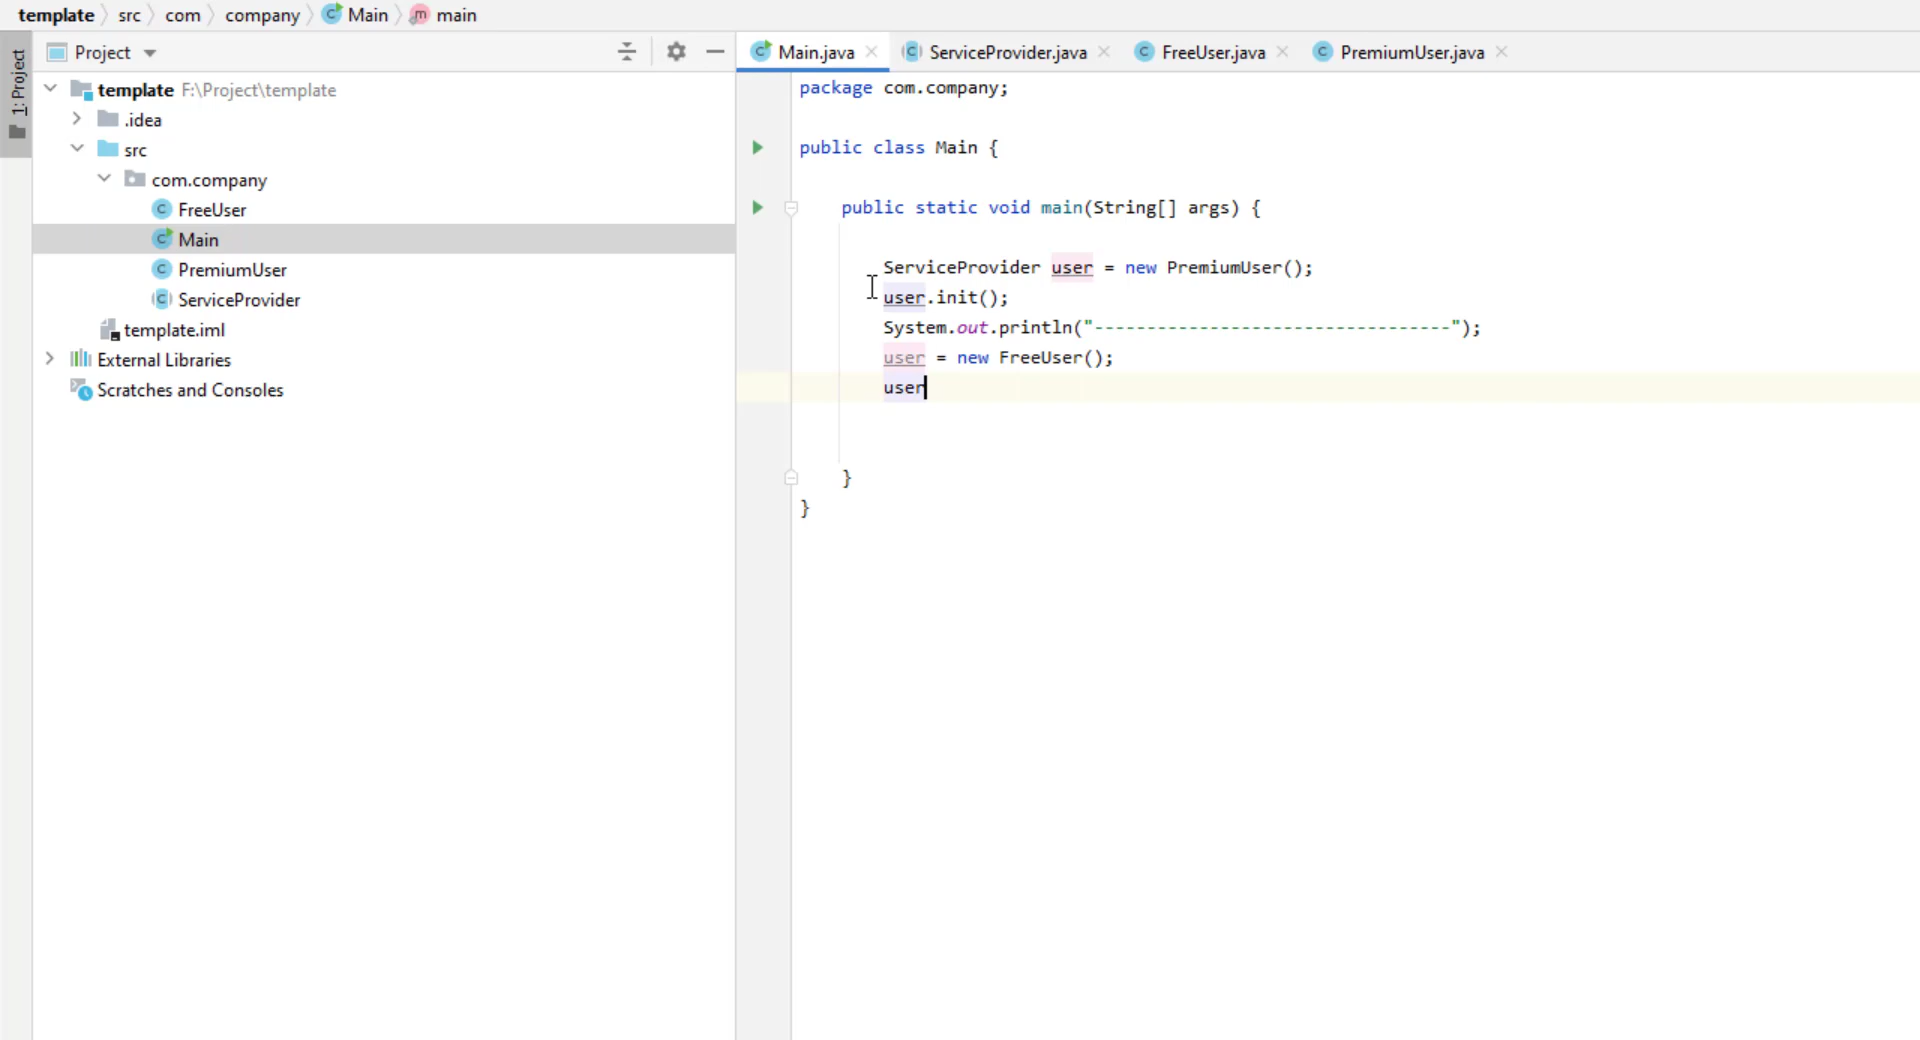 template src com company Main main
1: Project
Project
template F:\Project\template
.idea
src
com.company
FreeUser
Main
PremiumUser
ServiceProvider
template.iml
External Libraries
Scratches and Consoles
Main.java ServiceProvider.java FreeUser.java PremiumUser.java
package com.company;
public class Main {
public static void main(String[] args) {
ServiceProvider user = new PremiumUser();
user.init();
System.out.println("----------------------------------");
user = new FreeUser();
user
}
}